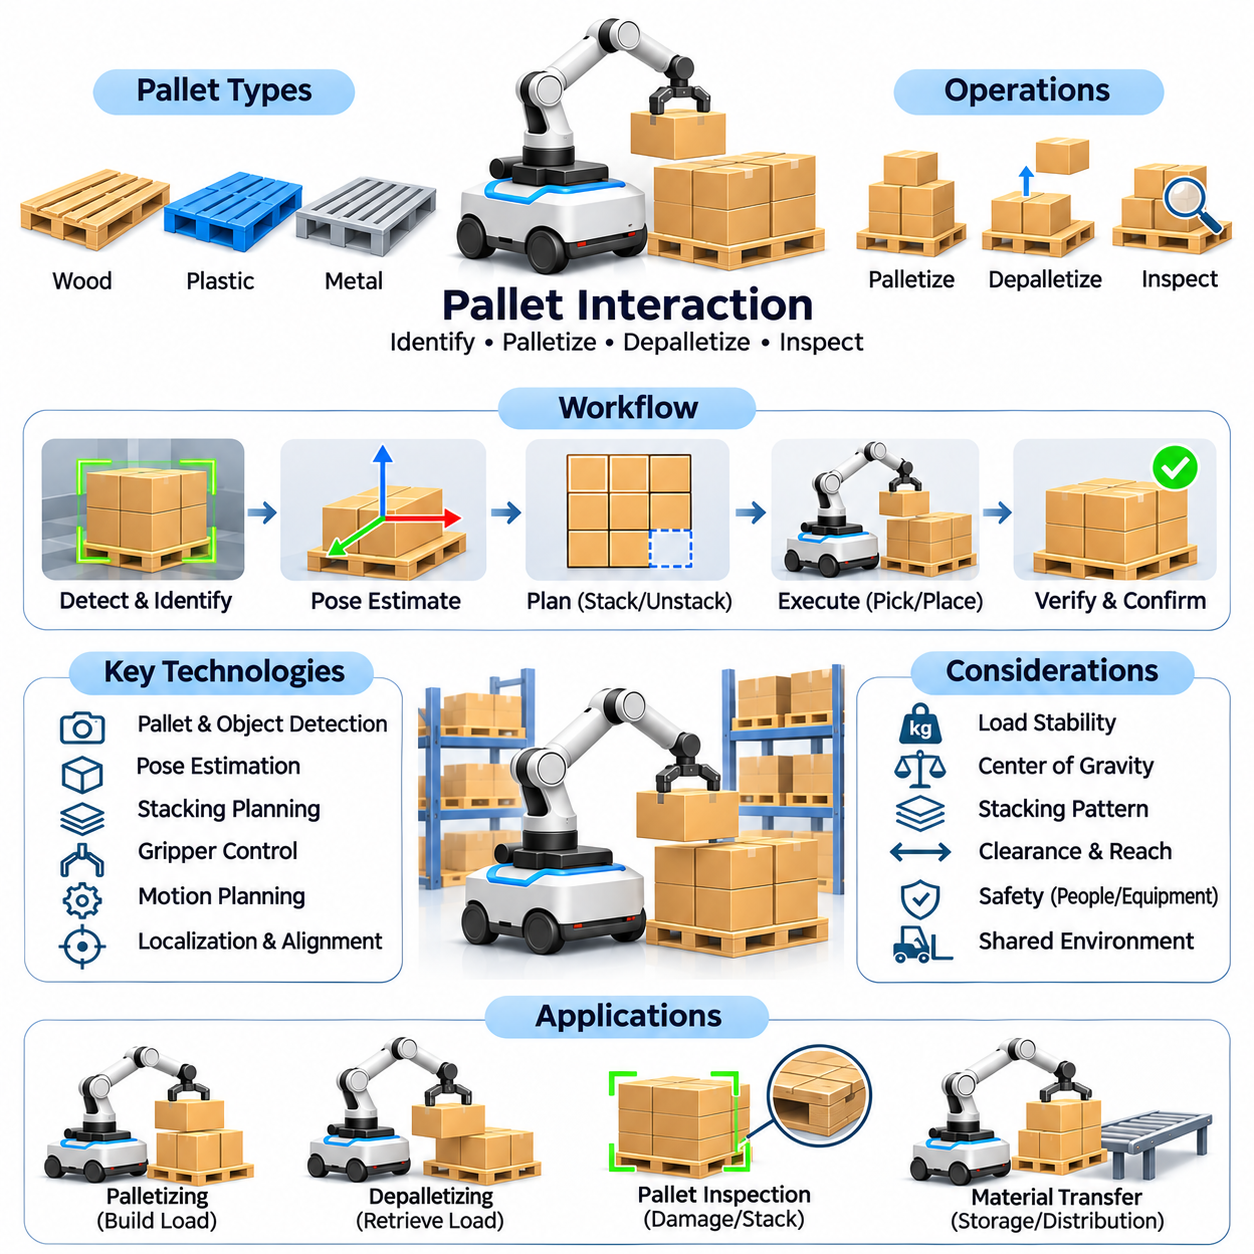 Pallet Types
Operations
Wood
Plastic
Metal
Palletize
Depalletize
Inspect
Pallet Interaction
Identify • Palletize • Depalletize • Inspect
Workflow
Detect & Identify
Pose Estimate
Plan (Stack/Unstack)
Execute (Pick/Place)
Verify & Confirm
Key Technologies
Pallet & Object Detection
Pose Estimation
Stacking Planning
Gripper Control
Motion Planning
Localization & Alignment
Considerations
kg
Load Stability
Center of Gravity
Stacking Pattern
Clearance & Reach
Safety (People/Equipment)
Shared Environment
Applications
Palletizing
(Build Load)
Depalletizing
(Retrieve Load)
Pallet Inspection
(Damage/Stack)
Material Transfer
(Storage/Distribution)